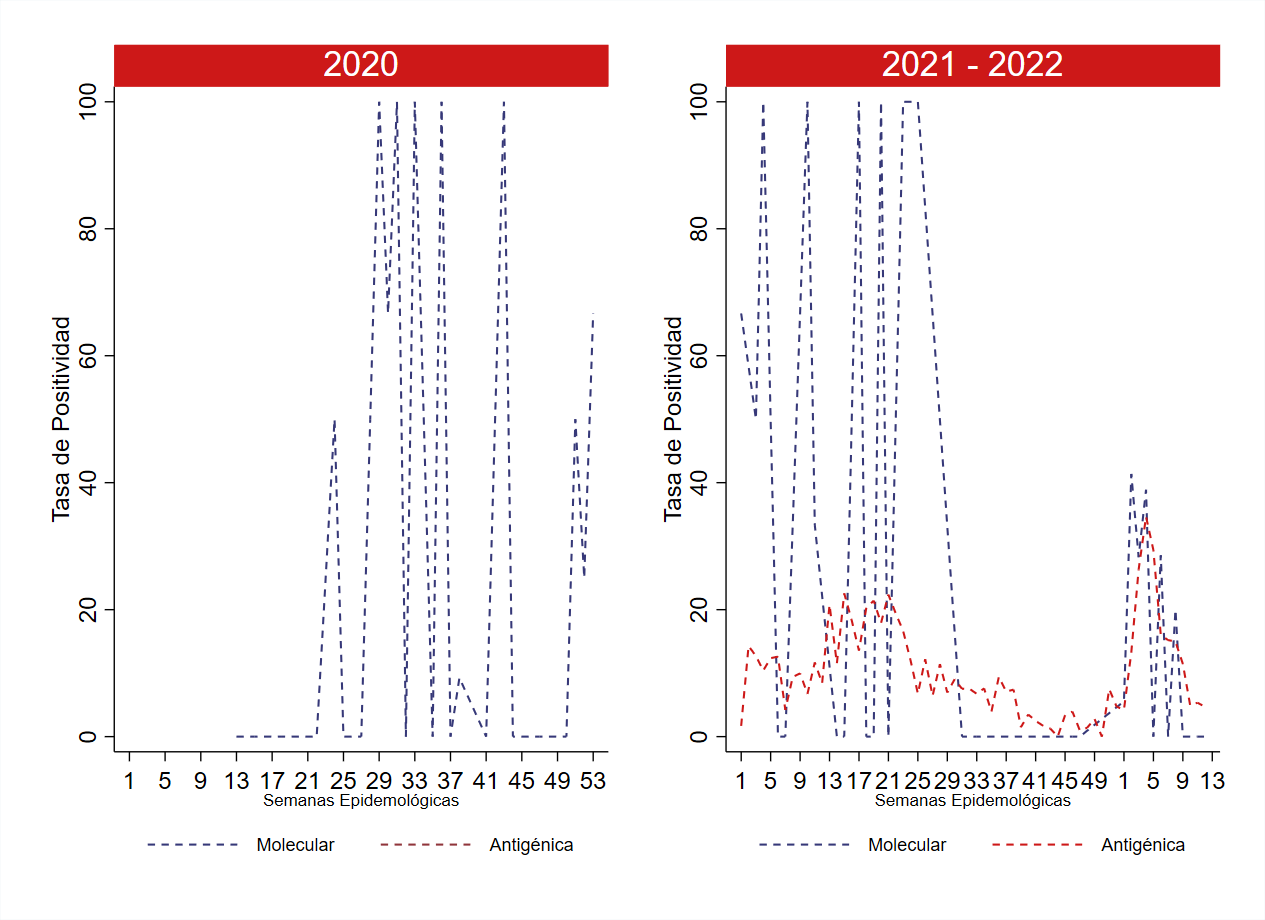 2020
Tasa de Positividad
100
80
60
40
20
0
1 5 9 13 17 21 25 29 33 37 41 45 49 53
Semanas Epidemológicas
Molecular Antigénica
2021 - 2022
Tasa de Positividad
100
80
60
40
20
0
1 5 9 13 17 21 25 29 33 37 41 45 49 1 5 9 13
Semanas Epidemológicas
Molecular Antigénica